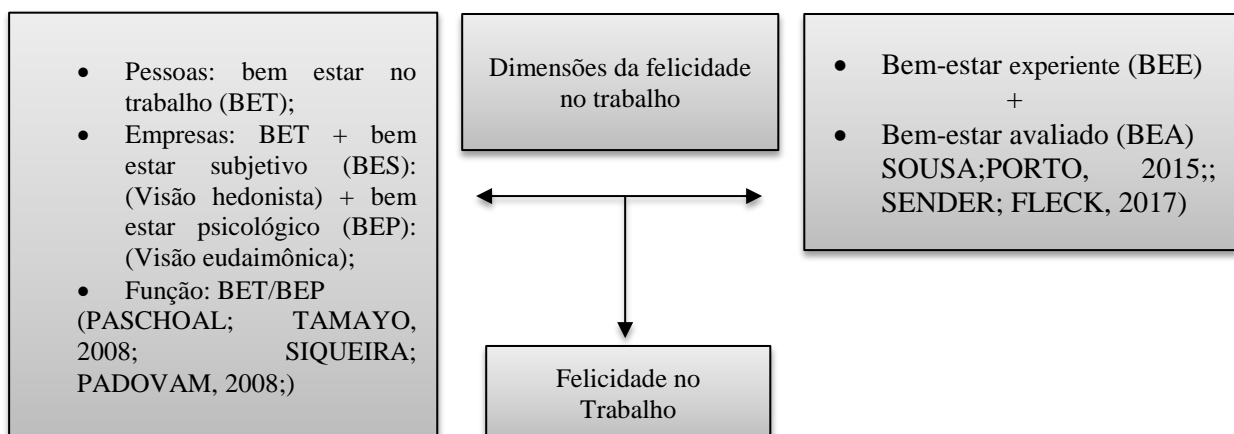 • Pessoas: bem estar no
trabalho (BET);
• Empresas: BET + bem
estar subjetivo (BES):
(Visão hedonista) + bem
estar psicológico (BEP):
(Visão eudaimônica);
• Função: BET/BEP
(PASCHOAL; TAMAYO,
2008; SIQUEIRA;
PADOVAM, 2008;)
Dimensões da felicidade
no trabalho
• Bem-estar experiente (BEE)
+
• Bem-estar avaliado (BEA)
SOUSA;PORTO, 2015;;
SENDER; FLECK, 2017)
Felicidade no
Trabalho